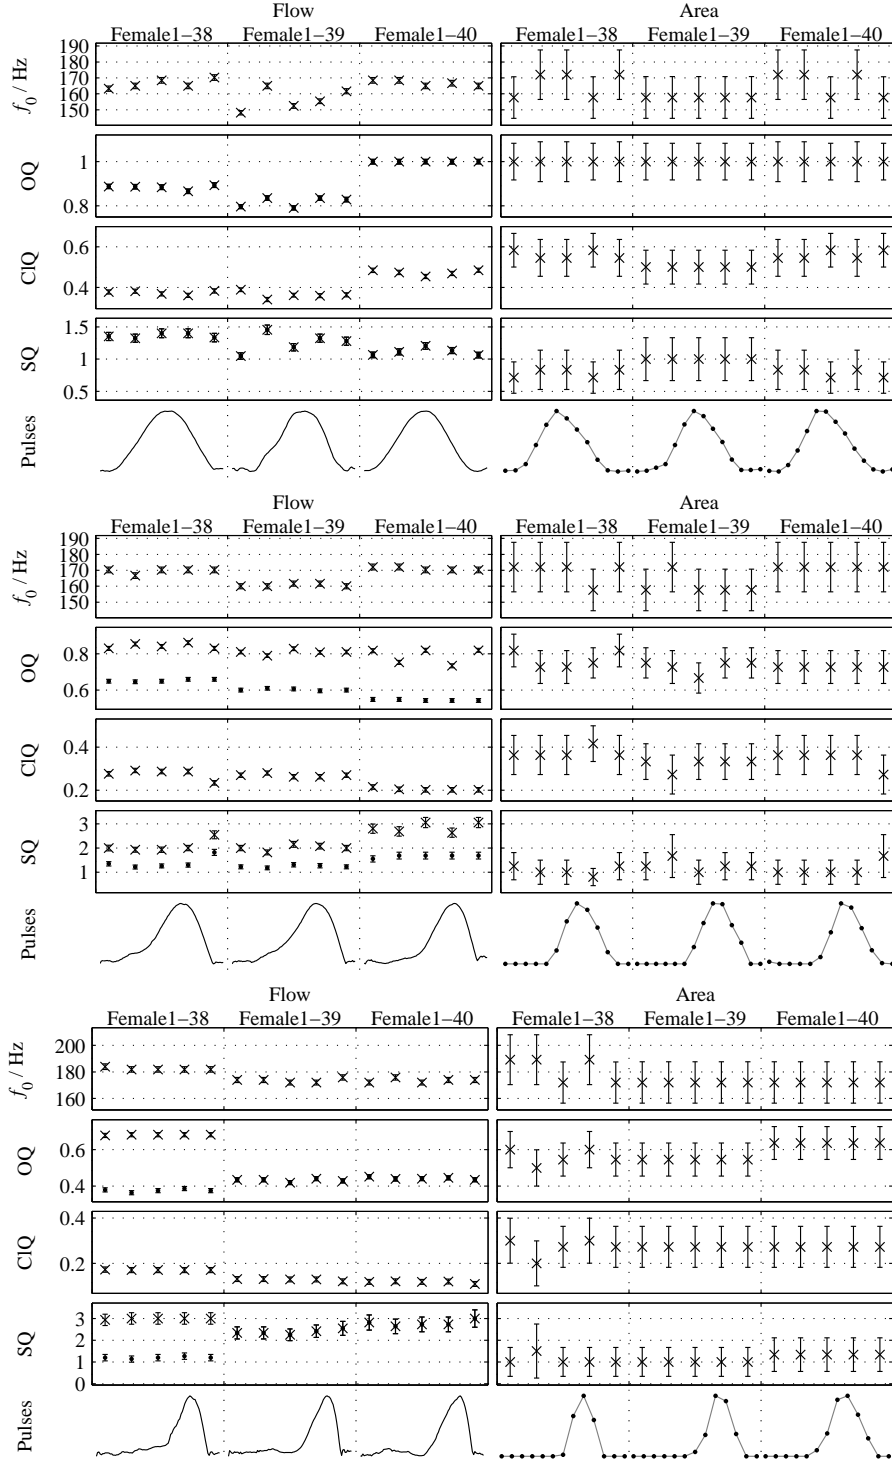 Flow Area
Female1−38 Female1−39 Female1−40 Female1−38 Female1−39 Female1−40
190
170
160
150
f0 / Hz
1
0.8
OQ
0.6
0.4
ClQ
1.5
1
0.5
SQ
Pulses
Flow Area
Female1−38 Female1−39 Female1−40 Female1−38 Female1−39 Female1−40
190
170
160
150
f0 / Hz
0.8
0.6
OQ
0.4
0.2
ClQ
3
2
1
SQ
Pulses
Flow Area
Female1−38 Female1−39 Female1−40 Female1−38 Female1−39 Female1−40
200
180
160
f0 / Hz
0.6
0.4
OQ
0.4
0.2
ClQ
3
2
1
0
SQ
Pulses